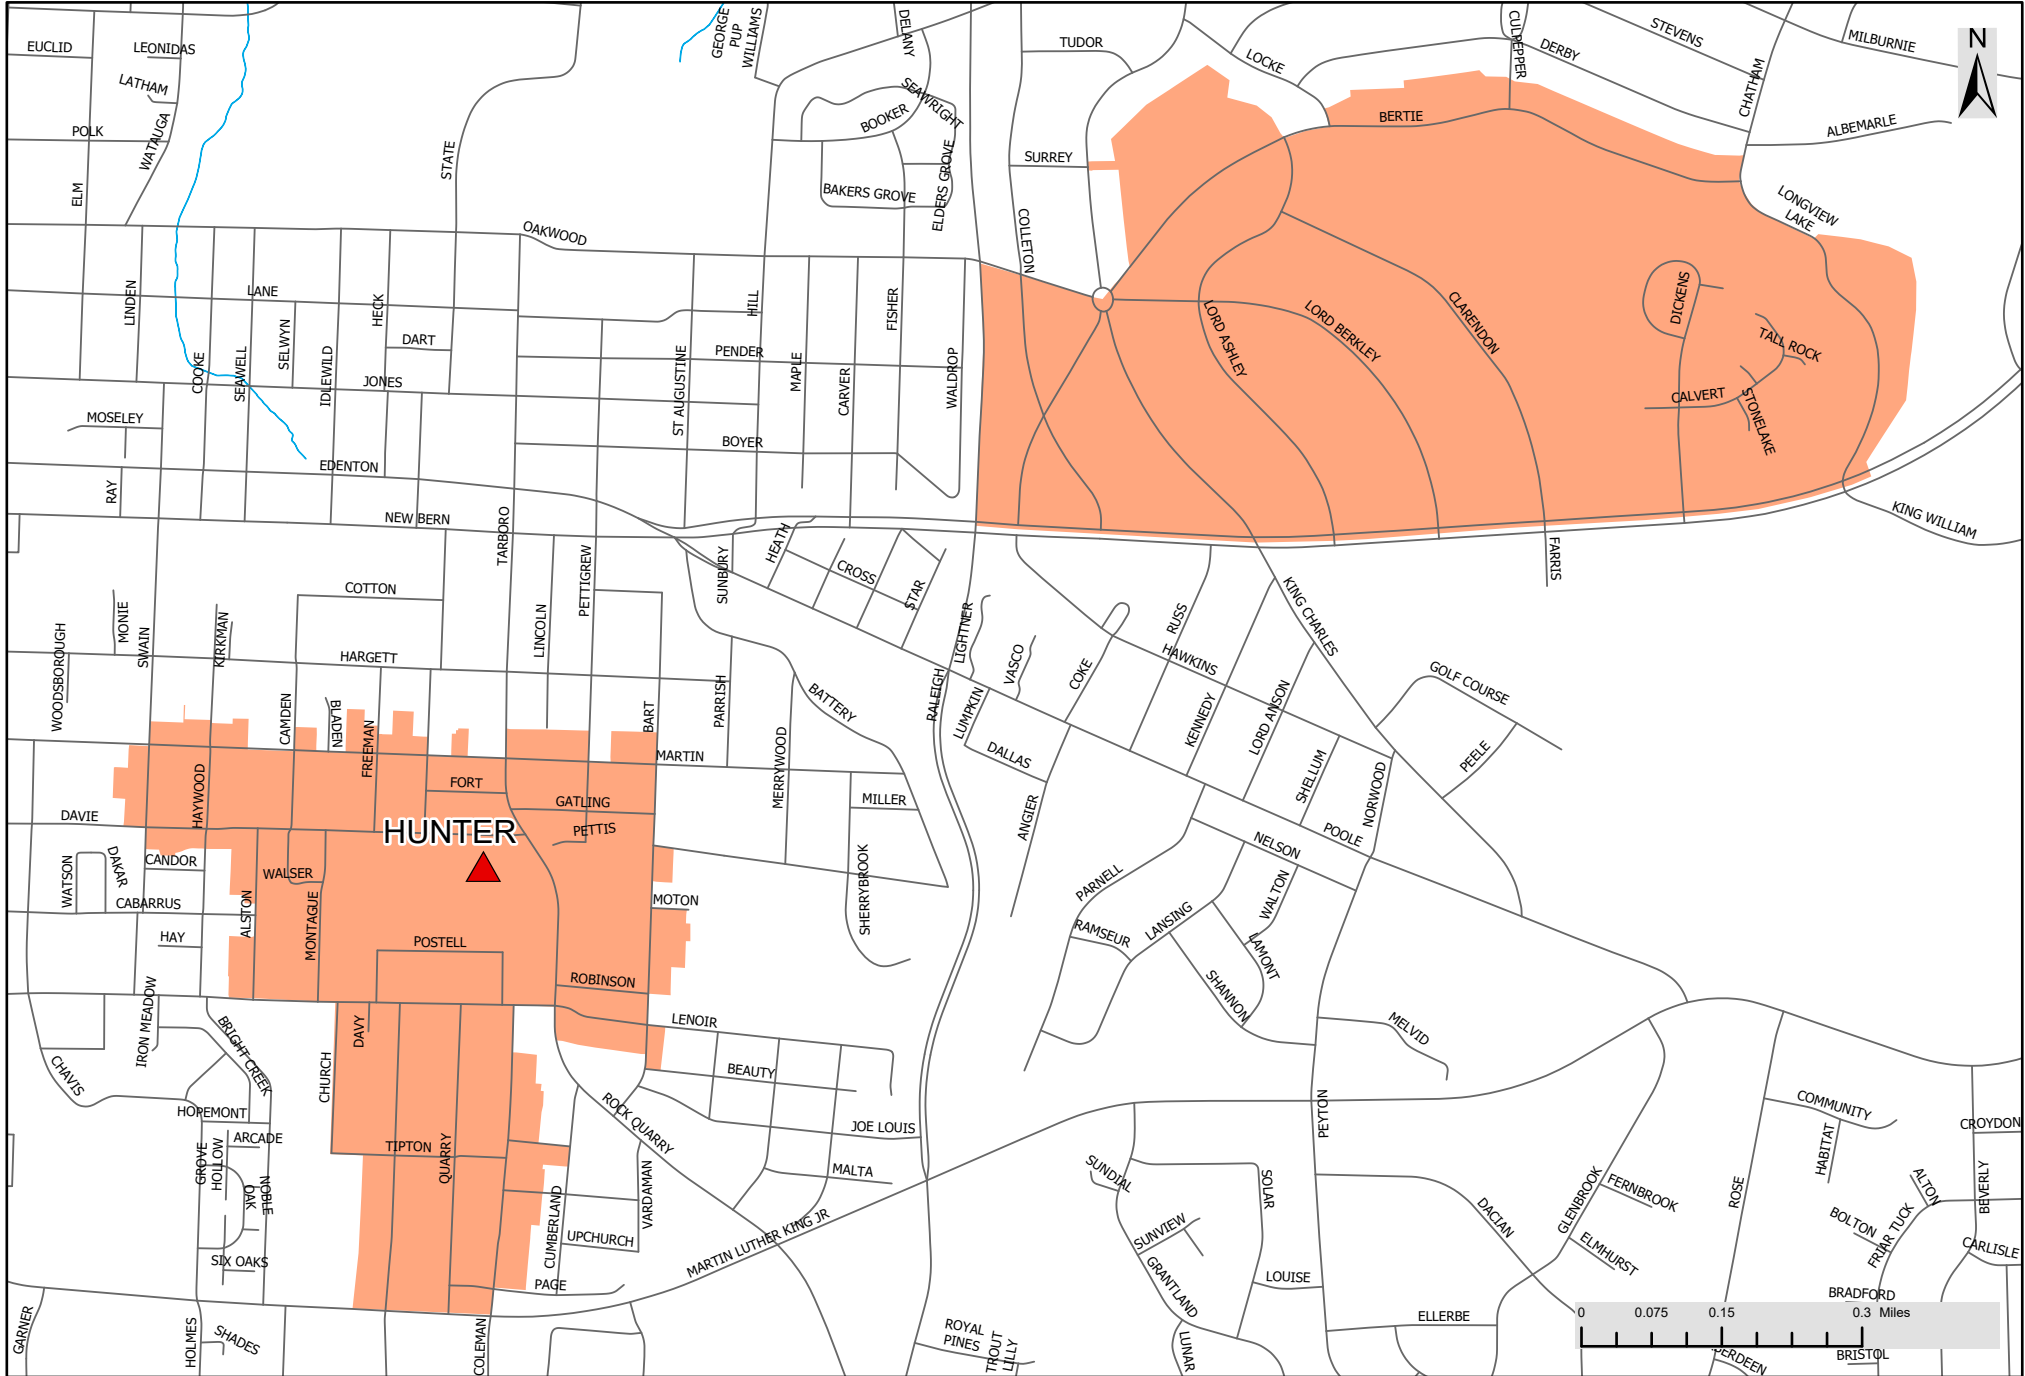 EUCLID
LEONIDAS
LATHAM
POLK
WATAUGA
ELM
STATE
GEORGE
PUP
WILLIAMS
DELANY
SEAWRIGHT
BOOKER
BAKERS GROVE
ELDERS GROVE
TUDOR
SURREY
LOCKE
BERTIE
CULPEPPER
DERBY
STEVENS
CHATHAM
MILBURNIE
ALBEMARLE
N
LONGVIEW
LAKE
OAKWOOD
COLLETON
LINDEN
LANE
COOKE
SEAWELL
SELWYN
IDLEWILD
HECK
DART
JONES
HILL
FISHER
PENDER
ST AUGUSTINE
MAPLE
CARVER
WALDROP
BOYER
LORD ASHLEY
LORD BERKLEY
CLARENDON
DICKENS
TALL ROCK
CALVERT
STONELAKE
MOSELEY
EDENTON
RAY
NEW BERN
TARBORO
PETTIGREW
SUNBURY
HEATH
CROSS
STAR
KING WILLIAM
FARRIS
COTTON
LINCOLN
MONIE
WOODSBOROUGH
SWAIN
KIRKMAN
HARGETT
CAMDEN
BLADEN
FREEMAN
BART
PARRISH
BATTERY
LIGHTNER
RALEIGH
LUMPKIN
VASCO
COKE
RUSS
HAWKINS
KING CHARLES
KENNEDY
LORD ANSON
GOLF COURSE
PEELE
SHELLUM
NORWOOD
POOLE
DALLAS
ANGIER
MARTIN
MERRYWOOD
MILLER
SHERRYBROOK
FORT
GATLING
PETTIS
HAYWOOD
DAVIE
HUNTER
WATSON
DAKAR
CANDOR
CABARRUS
WALSER
ALSTON
MONTAGUE
HAY
POSTELL
MOTON
ROBINSON
NELSON
WALTON
PARNELL
RAMSEUR
LANSING
LAMONT
SHANNON
MELVID
IRON MEADOW
BRIGHT CREEK
CHAVIS
DAVY
CHURCH
LENOIR
BEAUTY
ROCK QUARRY
JOE LOUIS
MALTA
HOPEMONT
ARCADE
GROVE
HOLLOW
NOBLE
OAK
SIX OAKS
TIPTON
QUARRY
CUMBERLAND
VARDAMAN
UPCHURCH
PAGE
MARTIN LUTHER KING JR
PEYTON
SUNDIAL
SOLAR
SUNVIEW
GRANTLAND
LOUISE
LUNAR
DACIAN
GLENBROOK
FERNBROOK
ELMHURST
ELLERBE
ROSE
COMMUNITY
HABITAT
CROYDON
BEVERLY
ALTON
BOLTON
FRIAR TUCK
CARLISLE
BRADFORD
BRISTOL
GARNER
HOLMES
SHADES
COLEMAN
ROYAL
PINES
TROUT
LILLY
0 0.075 0.15 0.3 Miles